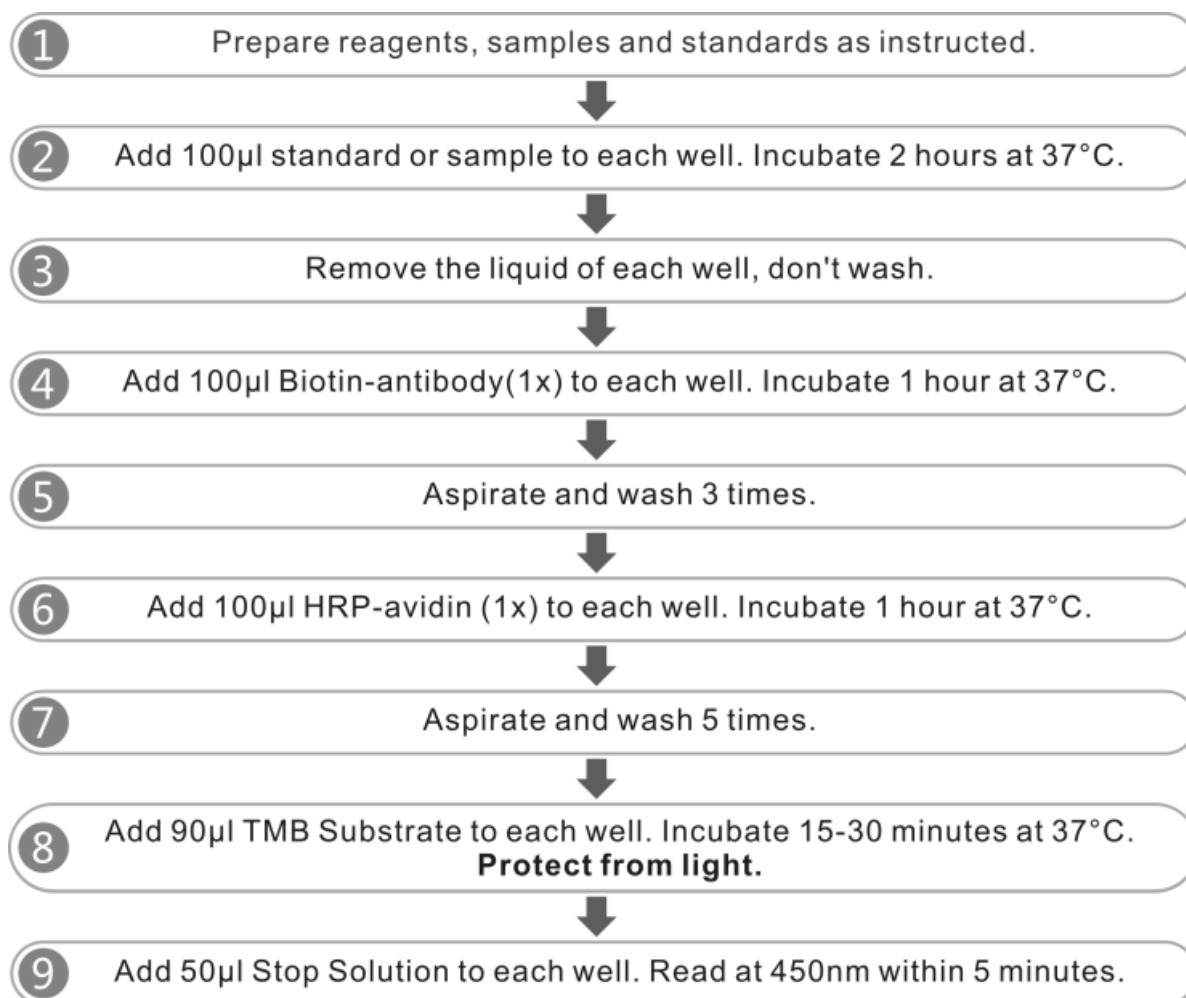 1 Prepare reagents, samples and standards as instructed.
2 Add 100µl standard or sample to each well. Incubate 2 hours at 37°C.
3 Remove the liquid of each well, don't wash.
4 Add 100µl Biotin-antibody(1x) to each well. Incubate 1 hour at 37°C.
5 Aspirate and wash 3 times.
6 Add 100µl HRP-avidin (1x) to each well. Incubate 1 hour at 37°C.
7 Aspirate and wash 5 times.
8 Add 90µl TMB Substrate to each well. Incubate 15-30 minutes at 37°C.
Protect from light.
9 Add 50µl Stop Solution to each well. Read at 450nm within 5 minutes.